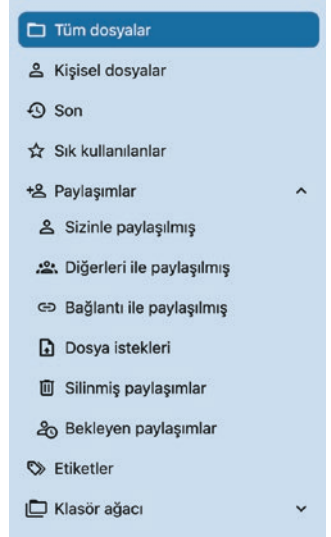 Tüm dosyalar
Kişisel dosyalar
Son
Sık kullanılanlar
Paylaşımlar
Sizinle paylaşılmış
Diğerleri ile paylaşılmış
Bağlantı ile paylaşılmış
Dosya istekleri
Silinmiş paylaşımlar
Bekleyen paylaşımlar
Etiketler
Klasör ağacı